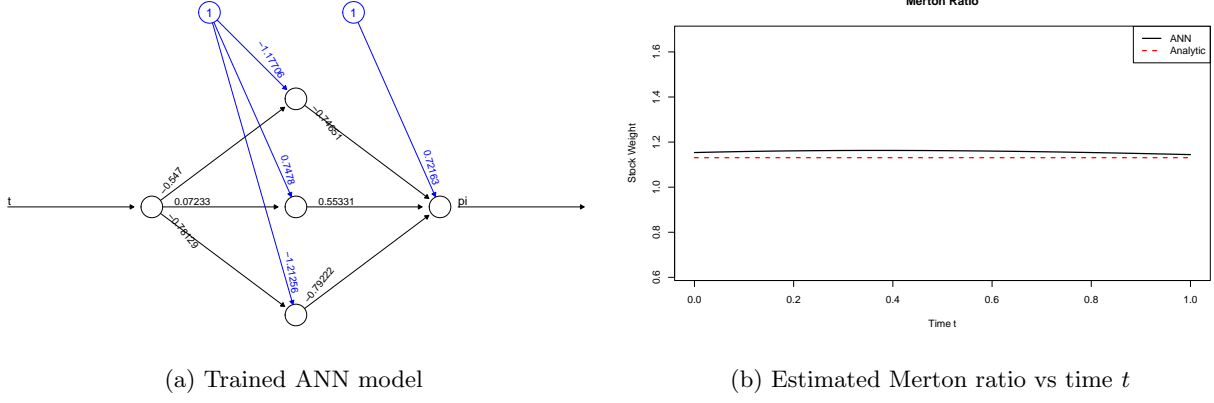 Merton Ratio
1
1
−1.17706
−0.74651
0.7478
0.72163
−0.547
t
0.07233
0.55331
pi
−0.78129
−1.21256
−0.79222
ANN
Analytic
Stock Weight
1.6
1.4
1.2
1.0
0.8
0.6
0.0
0.2
0.4
0.6
0.8
1.0
Time t
(a) Trained ANN model
(b) Estimated Merton ratio vs time t